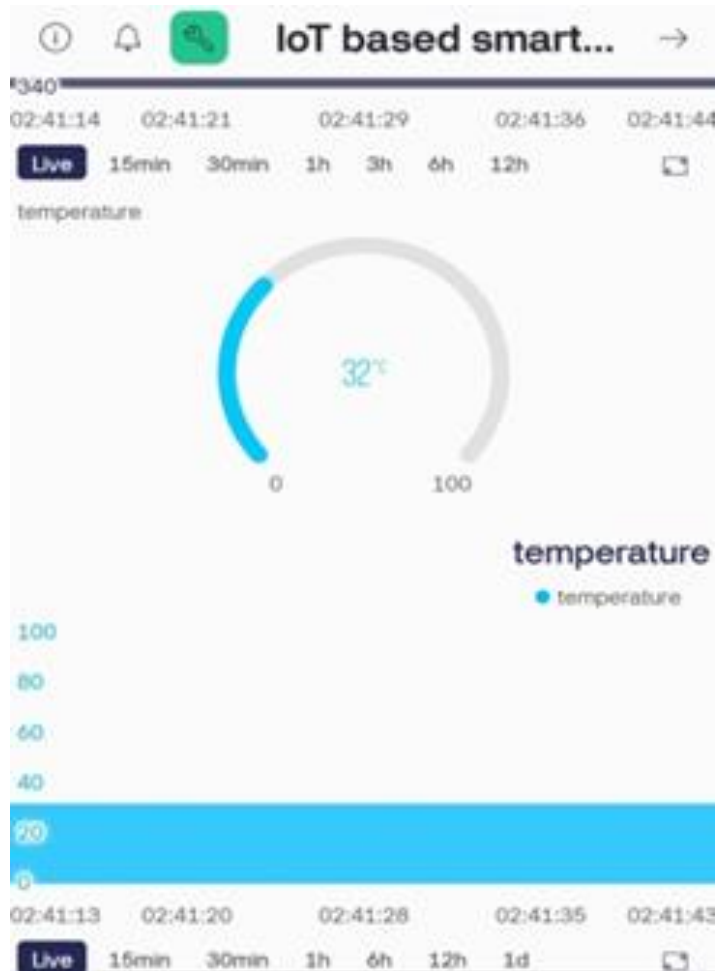 IoT based smart...
340
02:41:14 02:41:21 02:41:29 02:41:36 02:41:44
Live 15min 30min 1h 3h 6h 12h
temperature
32°C
0 100
temperature
temperature
100
80
60
40
20
0
02:41:13 02:41:20 02:41:28 02:41:35 02:41:43
Live 15min 30min 1h 6h 12h 1d